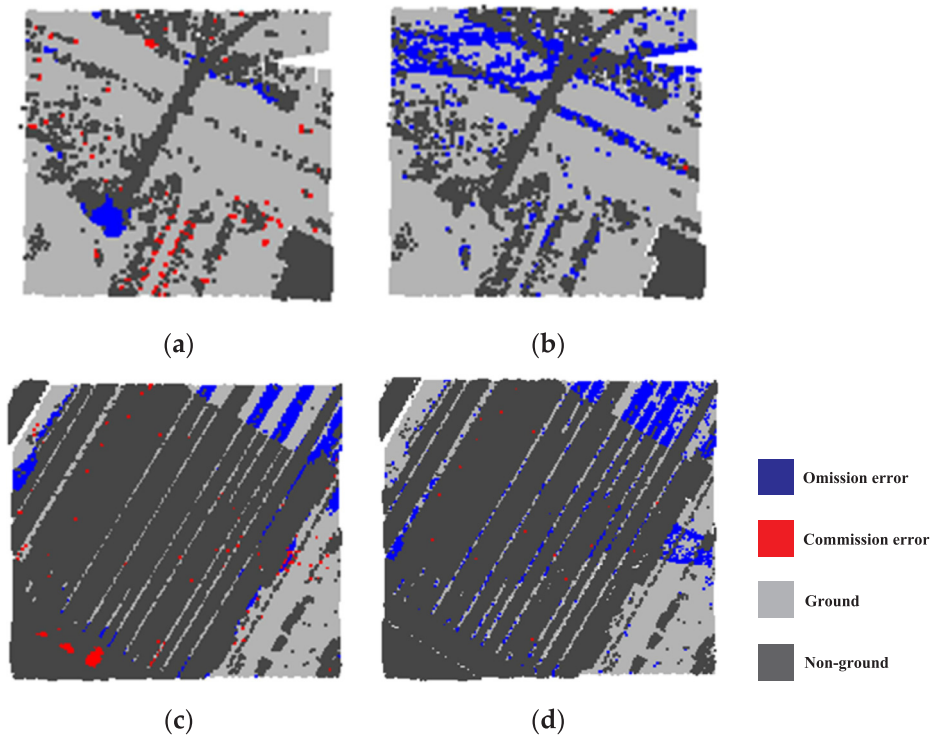 (a)
(b)
(c)
(d)
Omission error
Commission error
Ground
Non-ground